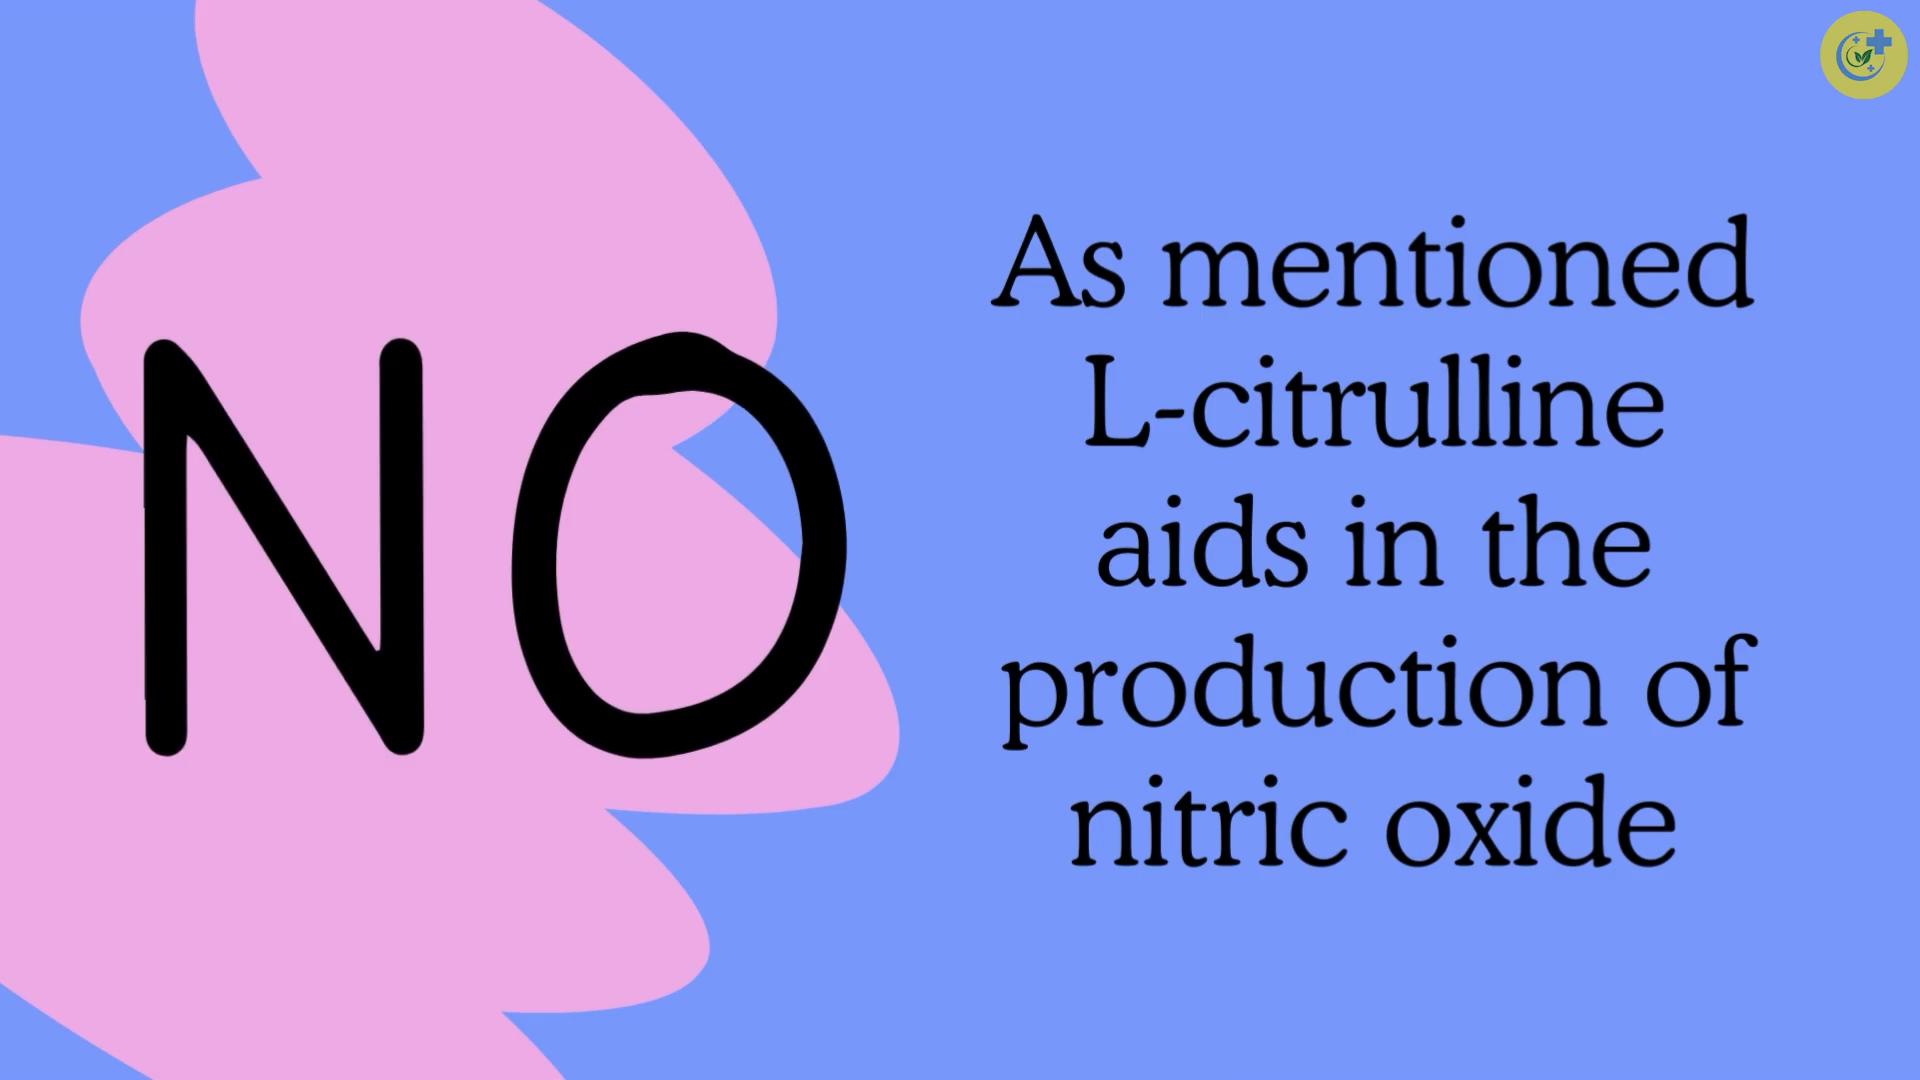 NO
As mentioned
L-citrulline
aids in the
production of
nitric oxide